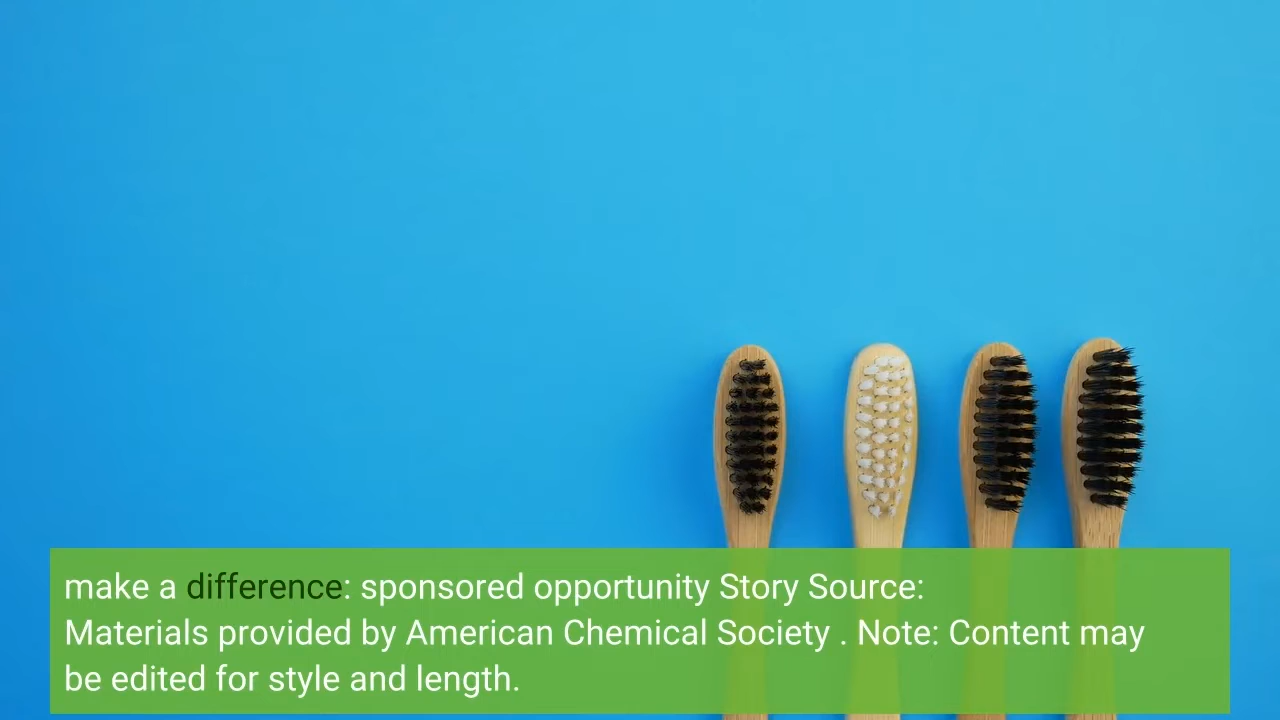 make a difference: sponsored opportunity Story Source:
Materials provided by American Chemical Society . Note: Content may
be edited for style and length.